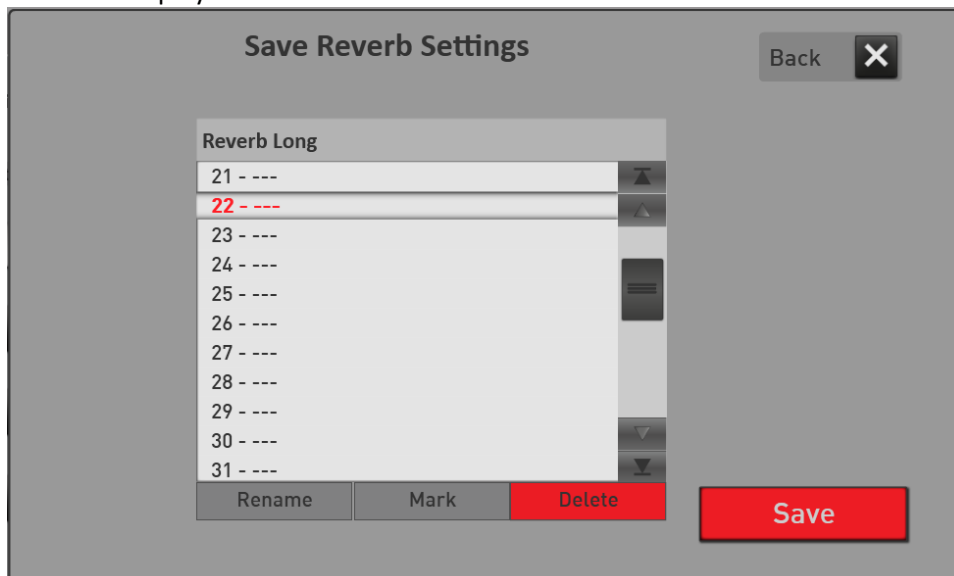 Save Reverb Settings
Back
Reverb Long
21 - ---
22 - ---
23 - ---
24 - ---
25 - ---
26 - ---
27 - ---
28 - ---
29 - ---
30 - ---
31 - ---
Rename Mark Delete
Save